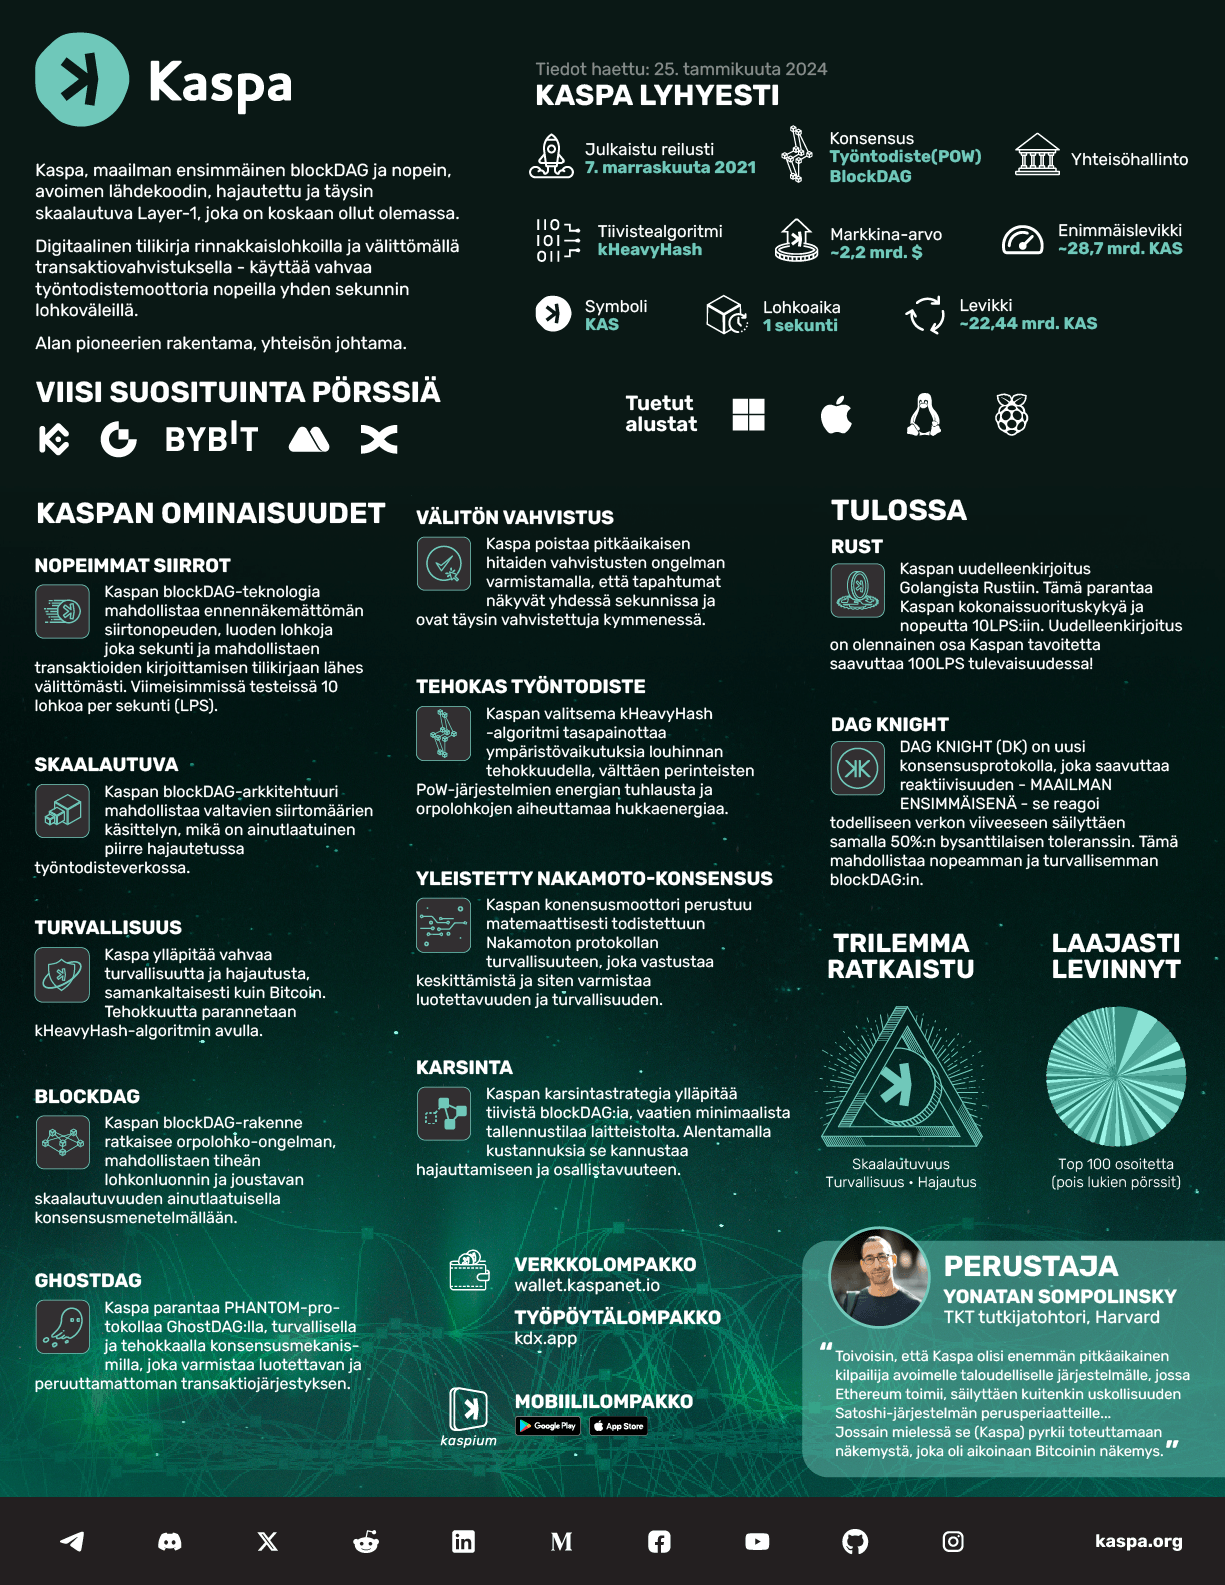 Kaspa
Kaspa, maailman ensimmäinen blockDAG ja nopein,
avoimen lähdekoodin, hajautettu ja täysin
skaalautuva Layer-1, joka on koskaan ollut olemassa.
Digitaalinen tilikirja rinnakkaislohkoilla ja välittömällä
transaktiovahvistuksella - käyttää vahvaa
työntodistemoottoria nopeilla yhden sekunnin
lohkoväleillä.
Alan pioneerien rakentama, yhteisön johtama.
Tiedot haettu: 25. tammikuuta 2024
KASPA LYHYESTI
Julkaistu reilusti
7. marraskuuta 2021
Konsensus
Työntodiste(POW)
BlockDAG
Yhteisöhallinto
Tiivistealgoritmi
kHeavyHash
Markkina-arvo
~2,2 mrd. $
Enimmäislevikki
~28,7 mrd. KAS
Symboli
KAS
Lohkoaika
1 sekunti
Levikki
~22,44 mrd. KAS
VIISI SUOSITUINTA PÖRSSIÄ
BYBIT
Tuetut
alustat
KASPAN OMINAISUUDET
NOPEIMMAT SIIRROT
Kaspan blockDAG-teknologia
mahdollistaa ennennäkemättömän
siirtonopeuden, luoden lohkoja
joka sekunti ja mahdollistaen
transaktioiden kirjoittamisen tilikirjaan lähes
välittömästi. Viimeisimmissä testeissä 10
lohkoa per sekunti (LPS).
SKAALAUTUVA
Kaspan blockDAG-arkkitehtuuri
mahdollistaa valtavien siirtomäärien
käsittelyn, mikä on ainutlaatuinen
piirre hajautetussa
työntodisteverkossa.
TURVALLISUUS
Kaspa ylläpitää vahvaa
turvallisuutta ja hajautusta,
samankaltaisesti kuin Bitcoin.
Tehokkuutta parannetaan
kHeavyHash-algoritmin avulla.
BLOCKDAG
Kaspan blockDAG-rakenne
ratkaisee orpolohko-ongelman,
mahdollistaen tiheän
lohkonluonnin ja joustavan
skaalautuvuuden ainutlaatuisella
konsensusmenetelmällään.
GHOSTDAG
Kaspa parantaa PHANTOM-pro-
tokollaa GhostDAG:lla, turvallisella
ja tehokkaalla konsensusmekanis-
milla, joka varmistaa luotettavan ja
peruuttamattoman transaktiojärjestyksen.
VÄLITÖN VAHVISTUS
Kaspa poistaa pitkäaikaisen
hitaiden vahvistusten ongelman
varmistamalla, että tapahtumat
näkyvät yhdessä sekunnissa ja
ovat täysin vahvistettuja kymmenessä.
TEHOKAS TYÖNTODISTE
Kaspan valitsema kHeavyHash
-algoritmi tasapainottaa
ympäristövaikutuksia louhinnan
tehokkuudella, välttäen perinteisten
PoW-järjestelmien energian tuhlausta ja
orpolohkojen aiheuttamaa hukkaenergiaa.
YLEISTETTY NAKAMOTO-KONSENSUS
Kaspan konensusmoottori perustuu
matemaattisesti todistettuun
Nakamoton protokollan
turvallisuuteen, joka vastustaa
keskittämistä ja siten varmistaa
luotettavuuden ja turvallisuuden.
KARSINTA
Kaspan karsintastrategia ylläpitää
tiivistä blockDAG:ia, vaatien minimaalista
tallennustilaa laitteistolta. Alentamalla
kustannuksia se kannustaa
hajauttamiseen ja osallistavuuteen.
VERKKOLOMPAKKO
wallet.kaspanet.io
TYÖPÖYTÄLOMPAKKO
kdx.app
MOBIILILOMPAKKO
Google Play
App Store
kaspium
TULOSSA
RUST
Kaspan uudelleenkirjoitus
Golangista Rustiin. Tämä parantaa
Kaspan kokonaissuorituskykyä ja
nopeutta 10LPS:iin. Uudelleenkirjoitus
on olennainen osa Kaspan tavoitetta
saavuttaa 100LPS tulevaisuudessa!
DAG KNIGHT
DAG KNIGHT (DK) on uusi
konsensusprotokolla, joka saavuttaa
reaktiivisuuden - MAAILMAN
ENSIMMÄISENÄ - se reagoi
todelliseen verkon viiveeseen säilyttäen
samalla 50%:n bysanttilaisen toleranssin. Tämä
mahdollistaa nopeamman ja turvallisemman
blockDAG:in.
TRILEMMA
RATKAISTU
Skaalautuvuus
Turvallisuus • Hajautus
LAAJASTI
LEVINNYT
Top 100 osoitetta
(pois lukien pörssit)
PERUSTAJA
YONATAN SOMPOLINSKY
TKT tutkijatohtori, Harvard
“Toivoisin, että Kaspa olisi enemmän pitkäaikainen
kilpailija avoimelle taloudelliselle järjestelmälle, jossa
Ethereum toimii, säilyttäen kuitenkin uskollisuuden
Satoshi-järjestelmän perusperiaatteille...
Jossain mielessä se (Kaspa) pyrkii toteuttamaan
näkemystä, joka oli aikoinaan Bitcoinin näkemys.”
kaspa.org